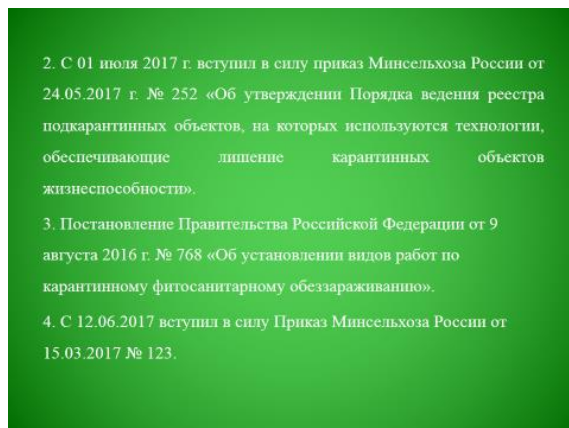 2. С 01 июля 2017 г. вступил в силу приказ Минсельхоза России от
24.05.2017 г. № 252 «Об утверждении Порядка ведения реестра
подкарантинных объектов, на которых используются технологии,
обеспечивающие лишение карантинных объектов
жизнеспособности».
3. Постановление Правительства Российской Федерации от 9
августа 2016 г. № 768 «Об установлении видов работ по
карантинному фитосанитарному обеззараживанию».
4. С 12.06.2017 вступил в силу Приказ Минсельхоза России от
15.03.2017 № 123.